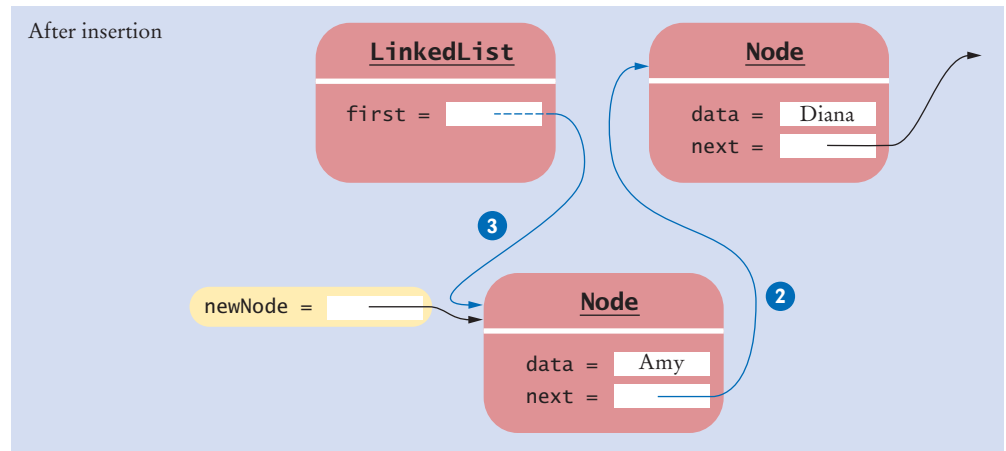 After insertion
LinkedList
first =
Node
data = Diana
next =
3
2
newNode =
Node
data = Amy
next =